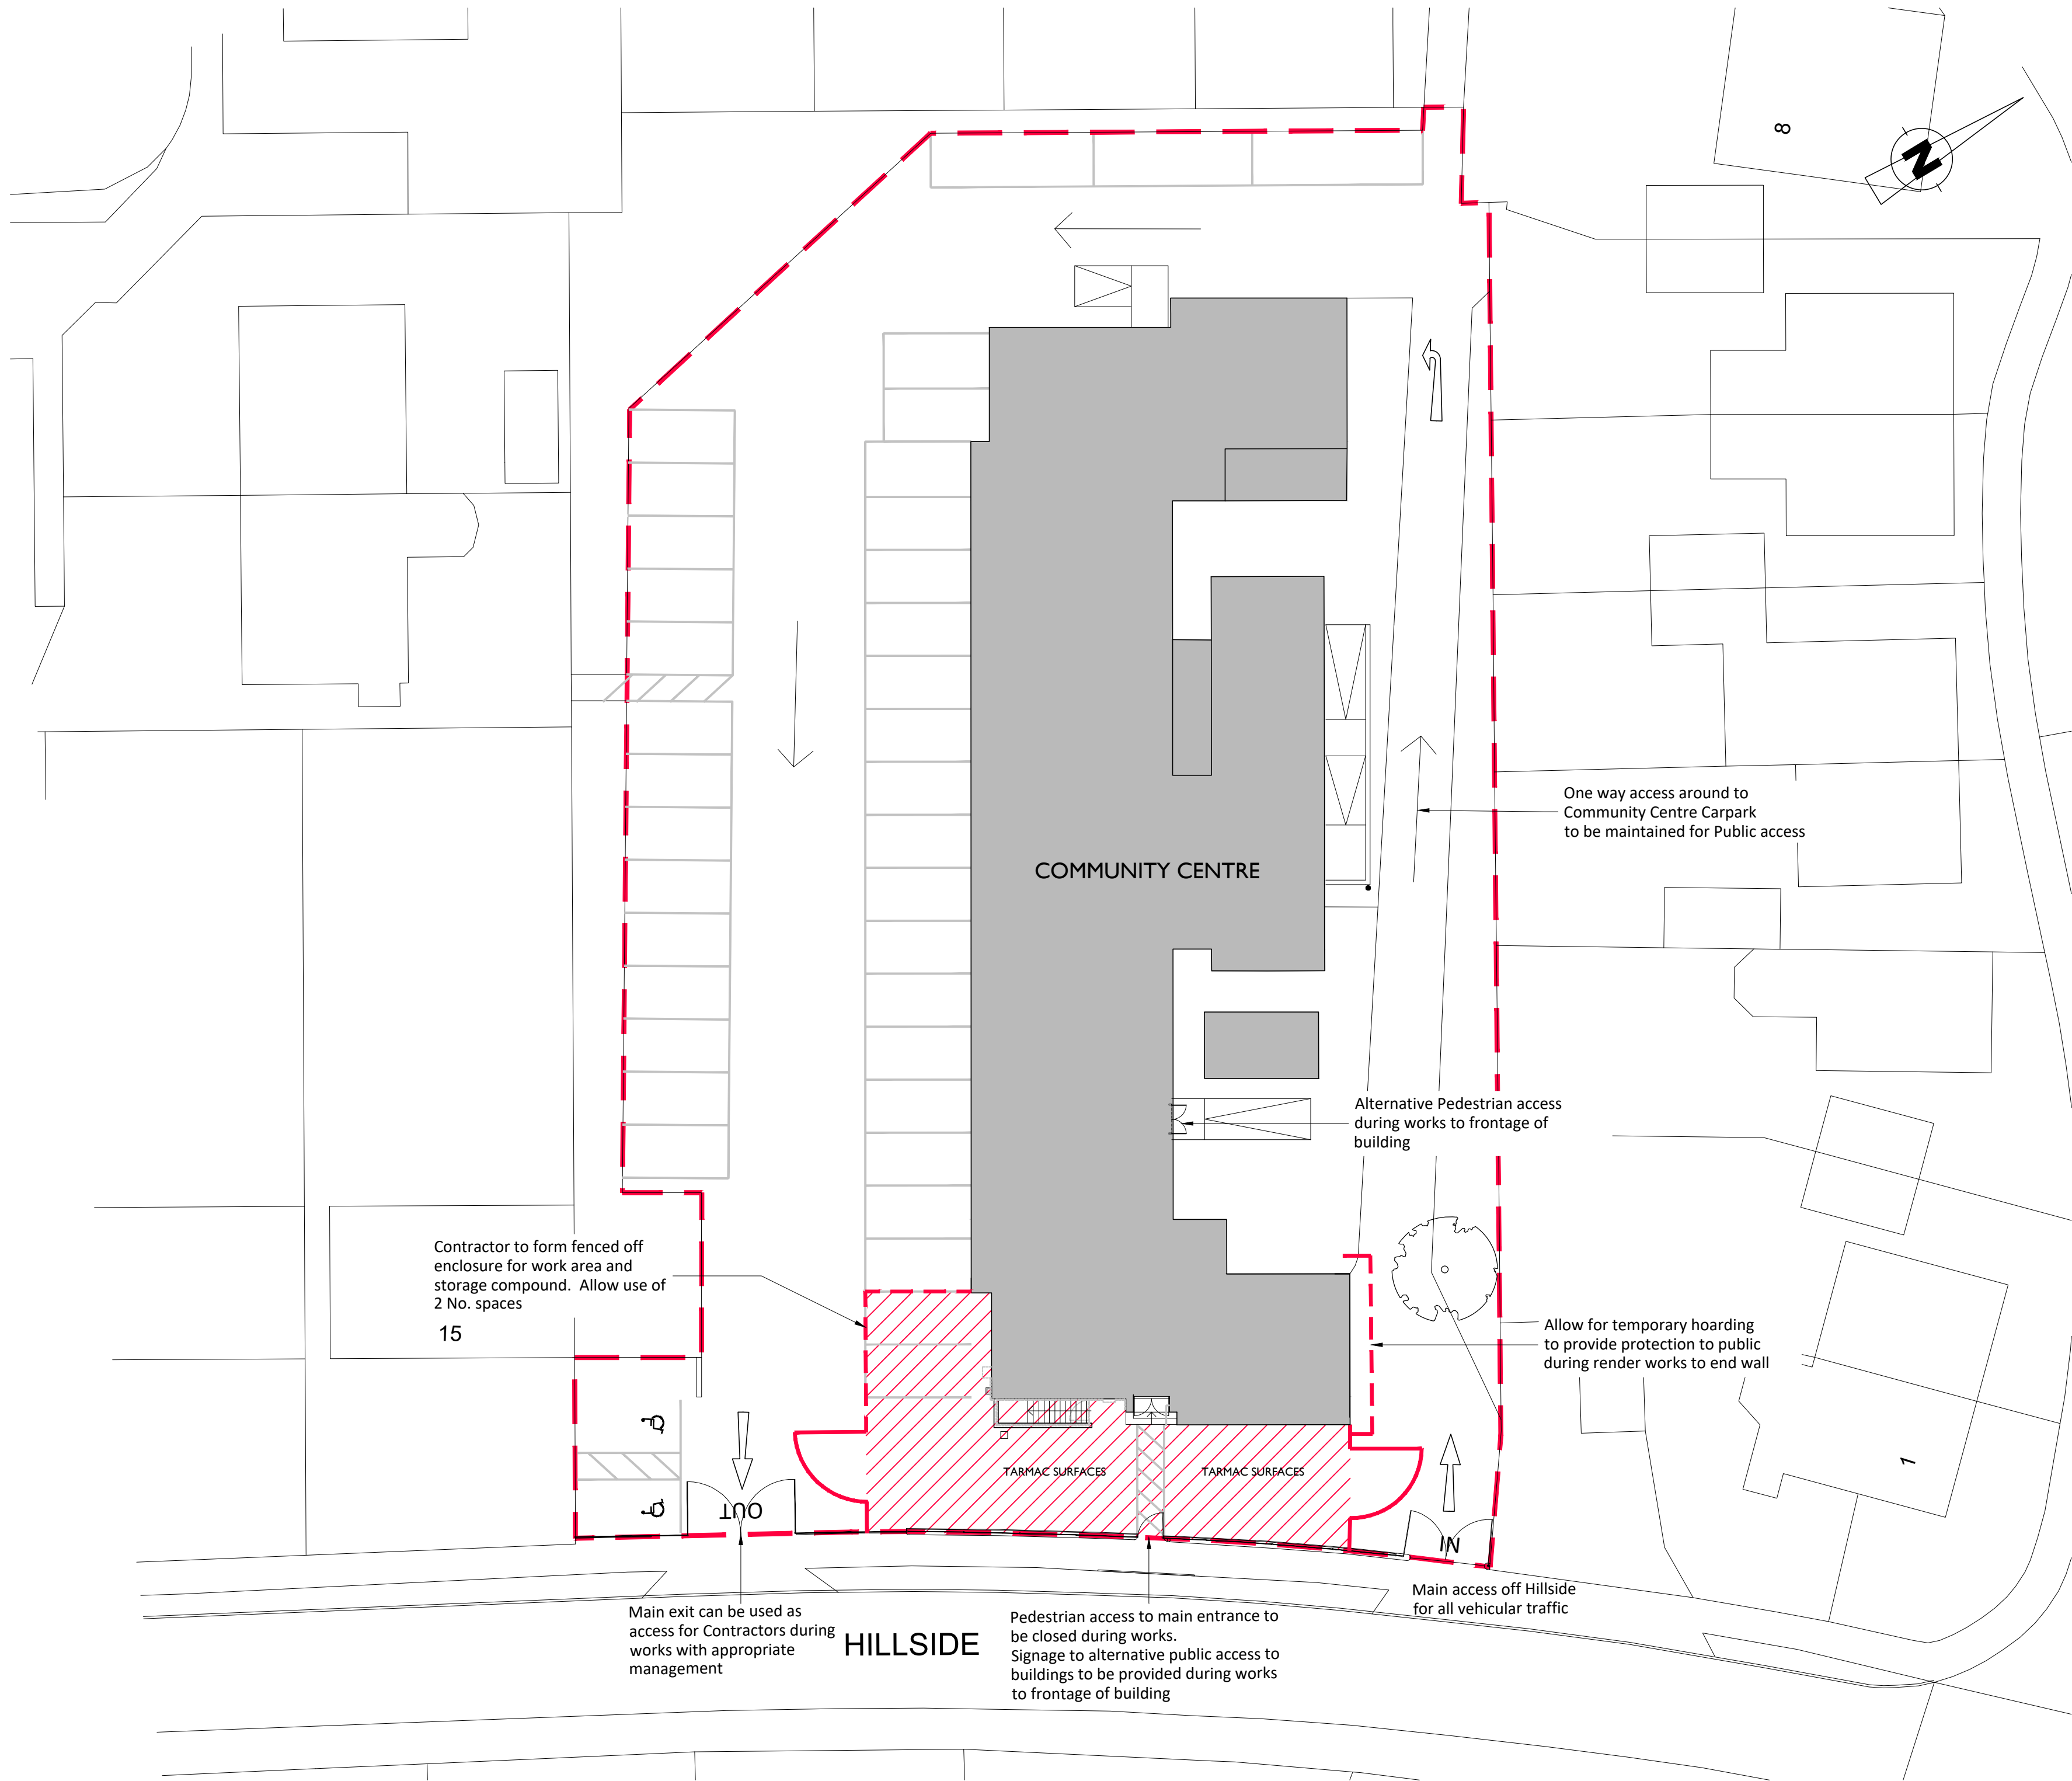 8
N
One way access around to
Community Centre Carpark
to be maintained for Public access
COMMUNITY CENTRE
Alternative Pedestrian access
during works to frontage of
building
Contractor to form fenced off
enclosure for work area and
storage compound. Allow use of
2 No. spaces
15
Allow for temporary hoarding
to provide protection to public
during render works to end wall
TARMAC SURFACES
TARMAC SURFACES
1
OUT
IN
Main access off Hillside
for all vehicular traffic
Main exit can be used as
access for Contractors during
works with appropriate
management
HILLSIDE
Pedestrian access to main entrance to
be closed during works.
Signage to alternative public access to
buildings to be provided during works
to frontage of building